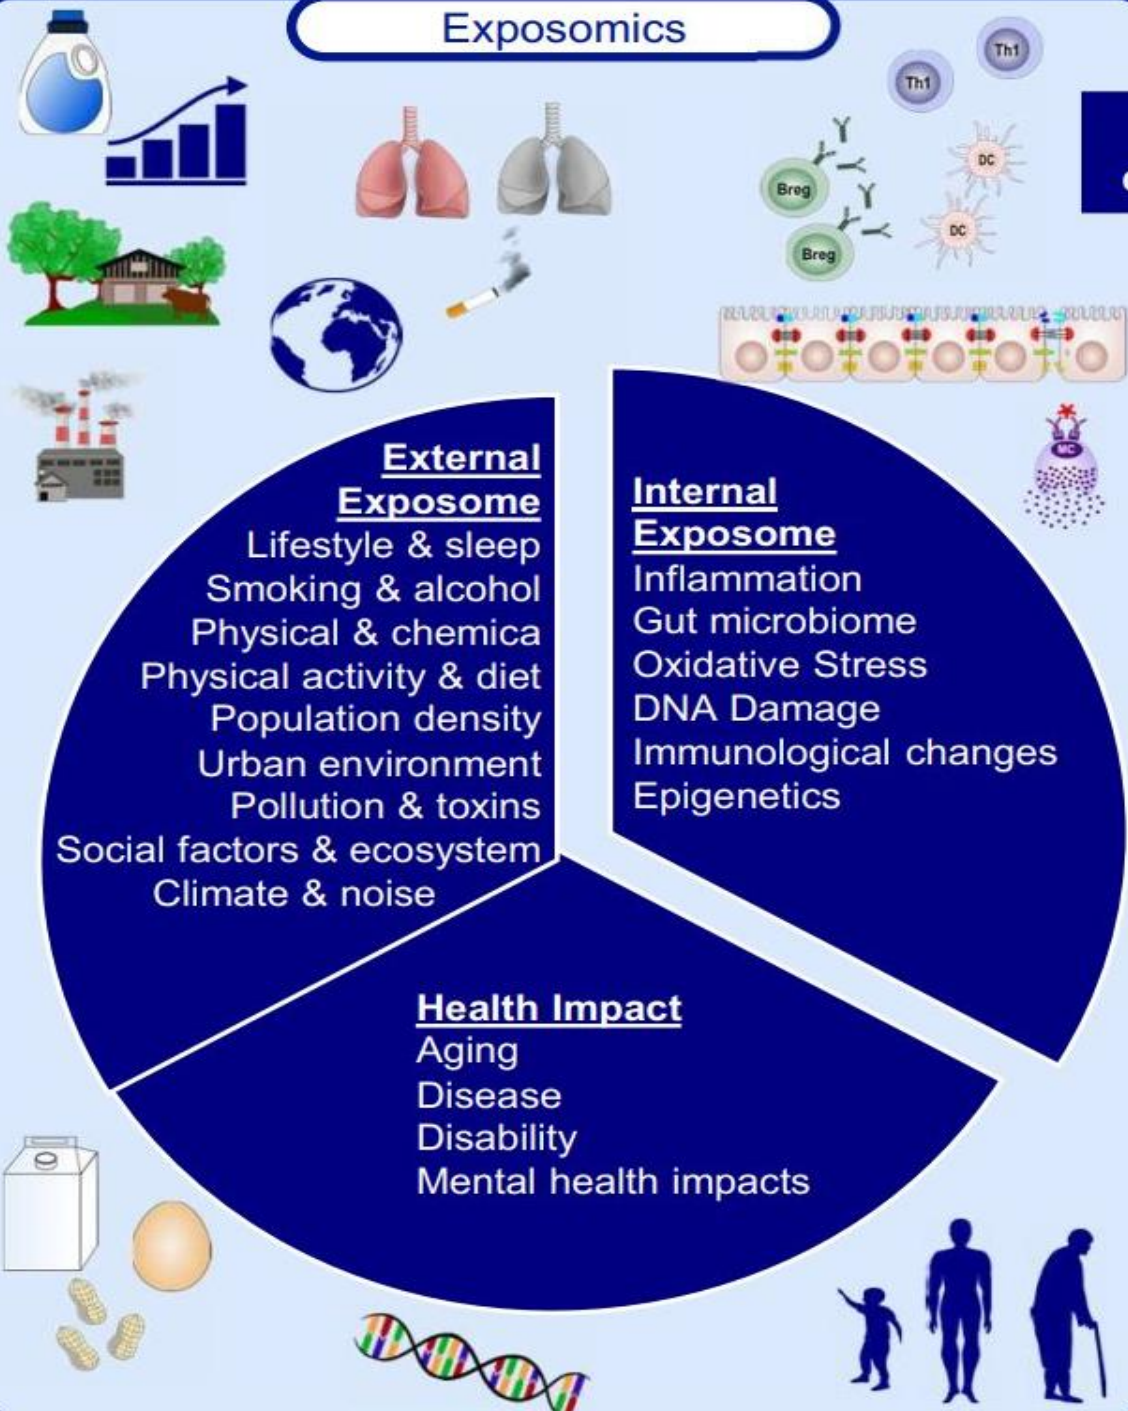 Exposomics
Th1
Th1
Breg
DC
Breg
DC
MC
External
Exposome
Lifestyle & sleep
Smoking & alcohol
Physical & chemica
Physical activity & diet
Population density
Urban environment
Pollution & toxins
Social factors & ecosystem
Climate & noise
Internal
Exposome
Inflammation
Gut microbiome
Oxidative Stress
DNA Damage
Immunological changes
Epigenetics
Health Impact
Aging
Disease
Disability
Mental health impacts